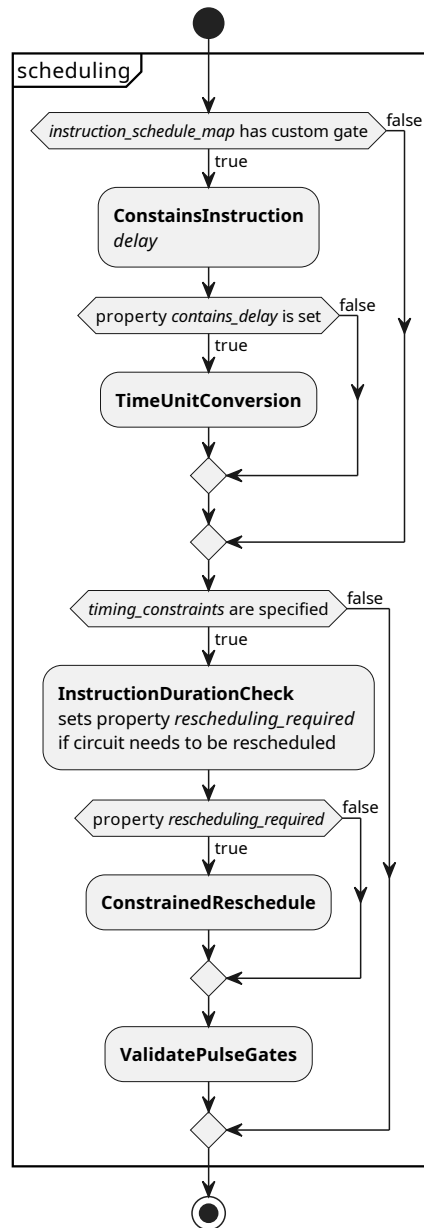 scheduling
instruction_schedule_map has custom gate
false
true
ConstainsInstruction
delay
property contains_delay is set
false
true
TimeUnitConversion
timing_constraints are specified
false
true
InstructionDurationCheck
sets property rescheduling_required
if circuit needs to be rescheduled
property rescheduling_required
false
true
ConstrainedReschedule
ValidatePulseGates